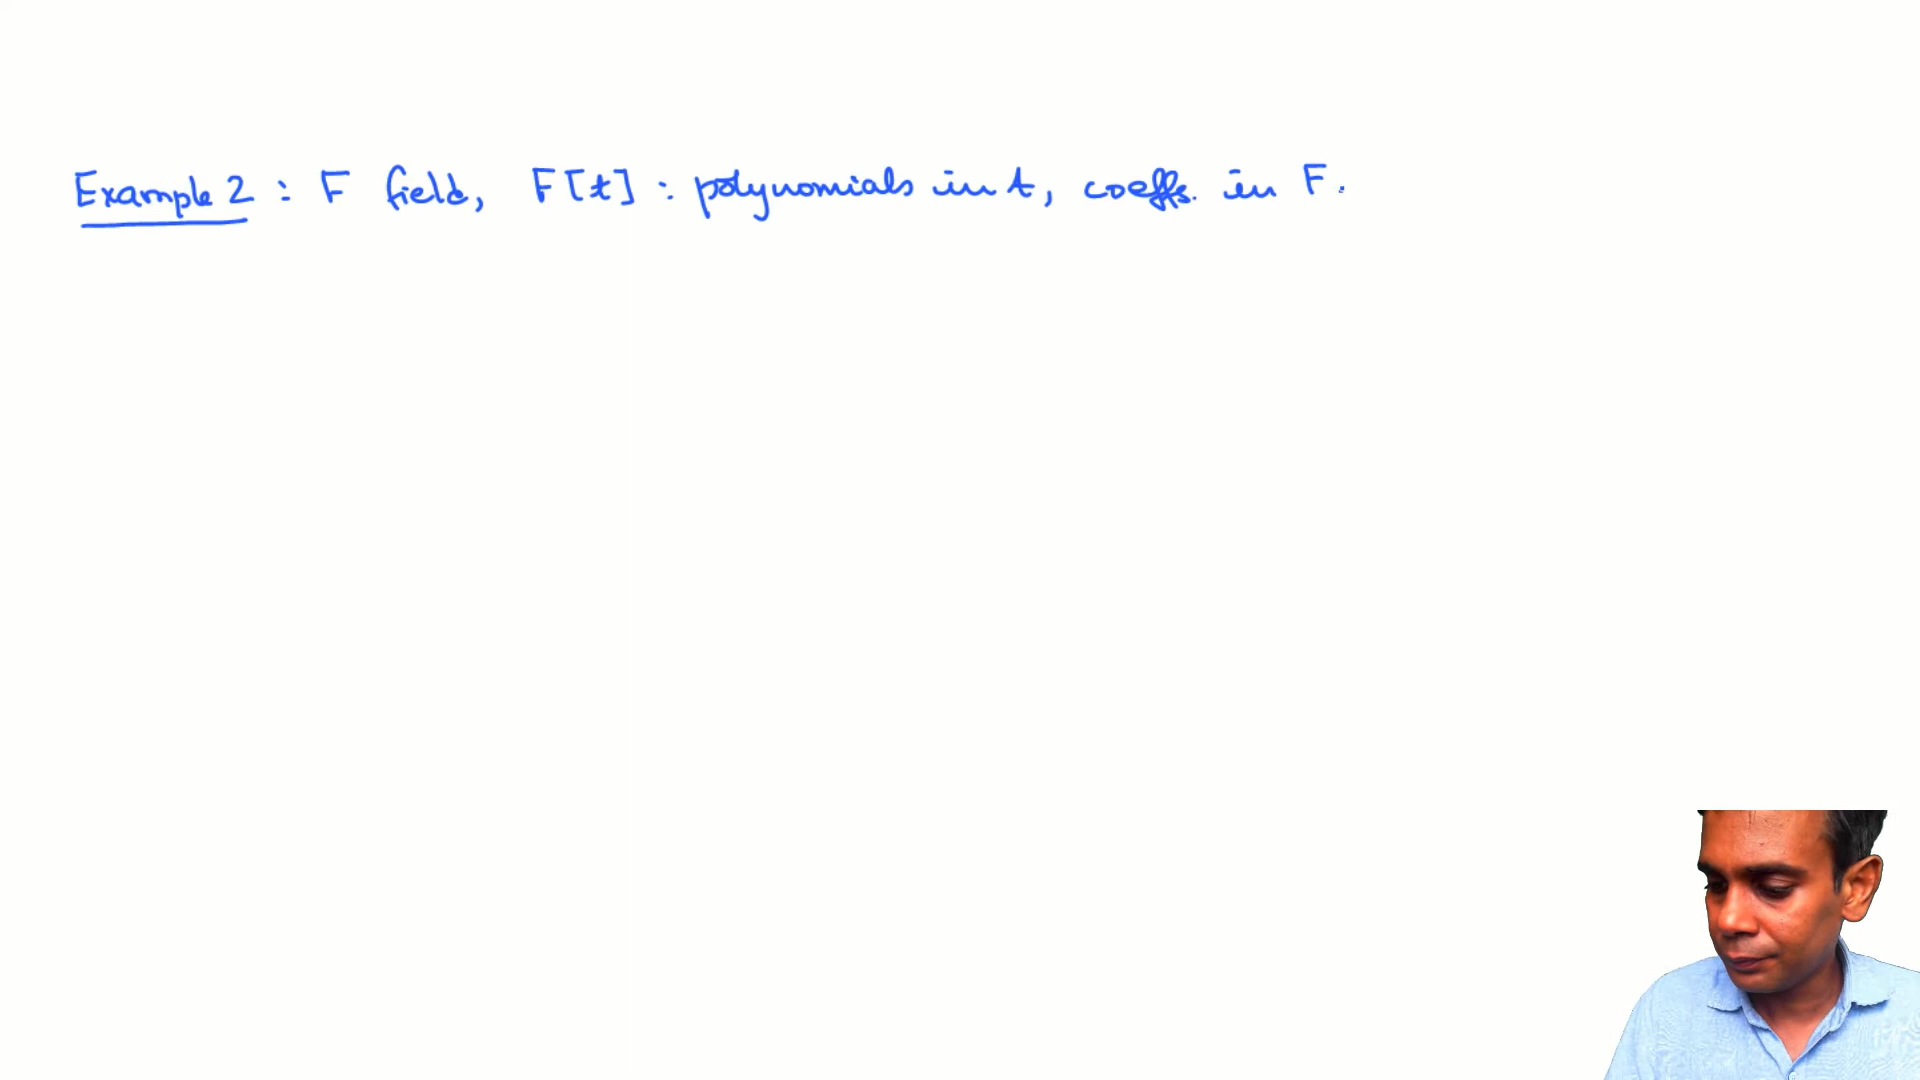 Example 2 : F field, F[t] : polynomials in t, coeffs. in F.